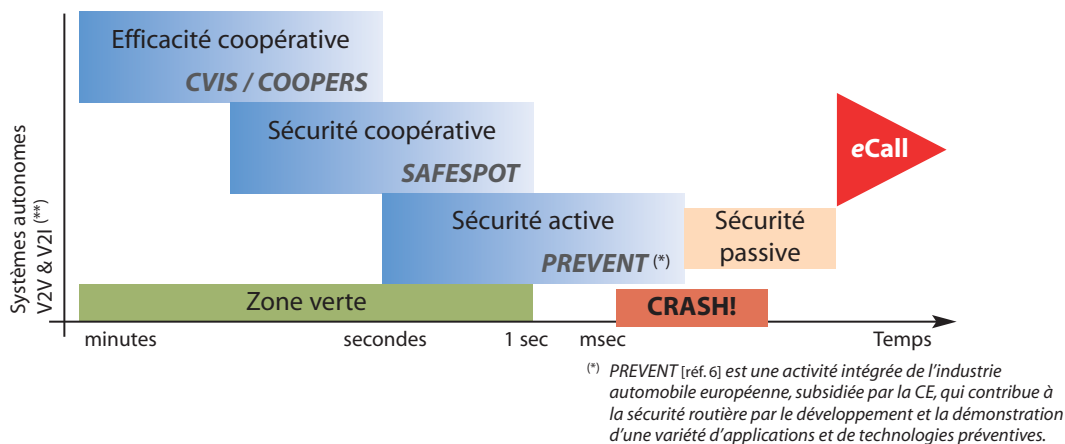 Efficacité coopérative
CVIS / COOPERS
Sécurité coopérative
SAFESPOT
eCall
Sécurité active
PREVENT (*)
Sécurité
passive
Systèmes autonomes
V2V & V2I (**)
Zone verte
CRASH!
minutes
secondes
1 sec
msec
Temps
(*) PREVENT [réf. 6] est une activité intégrée de l'industrie
automobile européenne, subsidiée par la CE, qui contribue à
la sécurité routière par le développement et la démonstration
d'une variété d'applications et de technologies préventives.